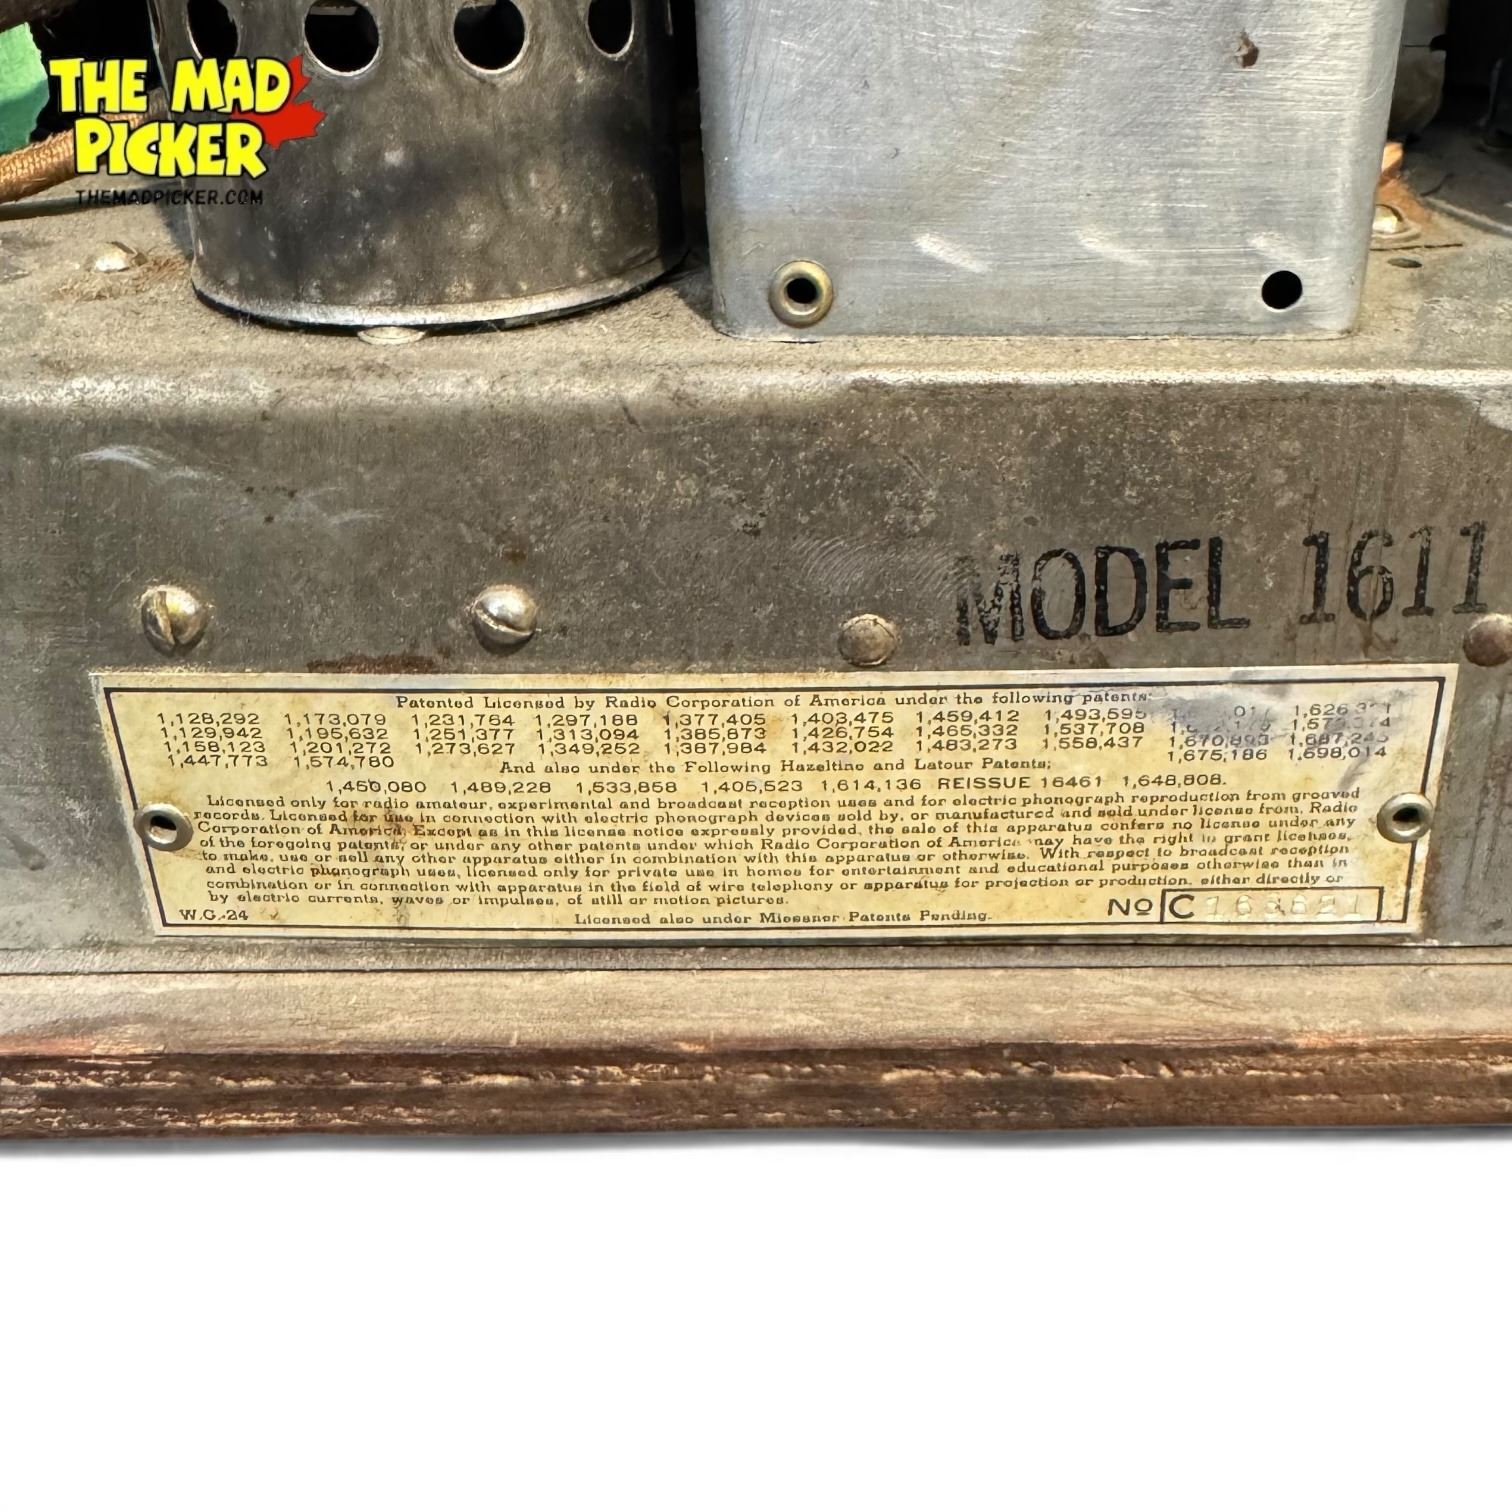 THE MAD
PICKER
THEMADPICKER.COM
MODEL 1611
Patented Licensed by Radio Corporation of America under the following patents:
1,128,292 1,173,079 1,231,764 1,297,188 1,377,405 1,403,475 1,459,412 1,493,595
1,129,942 1,195,632 1,251,377 1,313,094 1,385,873 1,426,754 1,465,332 1,537,708
1,158,123 1,201,272 1,273,627 1,349,252 1,387,984 1,432,022 1,483,273 1,558,437
1,447,773 1,574,780 1,675,186 1,698,014
And also under the Following Hazeltine and Latour Patents;
1,450,080 1,489,228 1,533,858 1,405,523 1,614,136 REISSUE 16461 1,648,808.
Licensed only for radio amateur, experimental and broadcast reception uses and for electric phonograph reproduction from grooved
records. Licensed for use in connection with electric phonograph devices sold by, or manufactured and sold under license from, Radio
Corporation of America. Except as in this license notice expressly provided, the sale of this apparatus confers no license under any
of the foregoing patents, or under any other patents under which Radio Corporation of America may have the right to grant licenses,
to make, use or sell any other apparatus either in combination with this apparatus or otherwise. With respect to broadcast reception
and electric phonograph uses, licensed only for private use in homes for entertainment and educational purposes otherwise than in
combination or in connection with apparatus in the field of wire telephony or apparatus for projection or production, either directly or
by electric currents, waves or impulses, of still or motion pictures.
W.G.-24 Licensed also under Miessner Patents Pending. No C